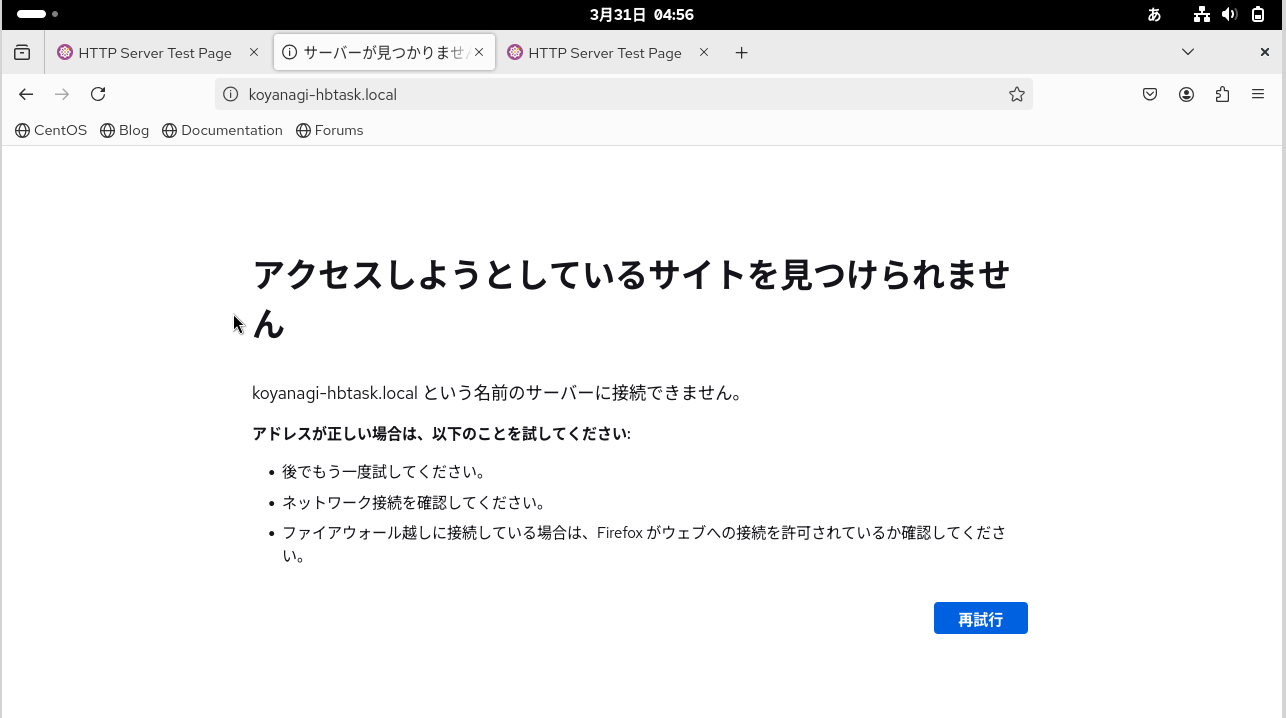 3月31日 04:56
あ
HTTP Server Test Page
サーバーが見つかりませ
HTTP Server Test Page
koyanagi-hbtask.local
CentOS
Blog
Documentation
Forums
アクセスしようとしているサイトを見つけられませ
ん
koyanagi-hbtask.local という名前のサーバーに接続できません。
アドレスが正しい場合は、以下のことを試してください:
後でもう一度試してください。
ネットワーク接続を確認してください。
ファイアウォール越しに接続している場合は、Firefox がウェブへの接続を許可されているか確認してくださ
い。
再試行